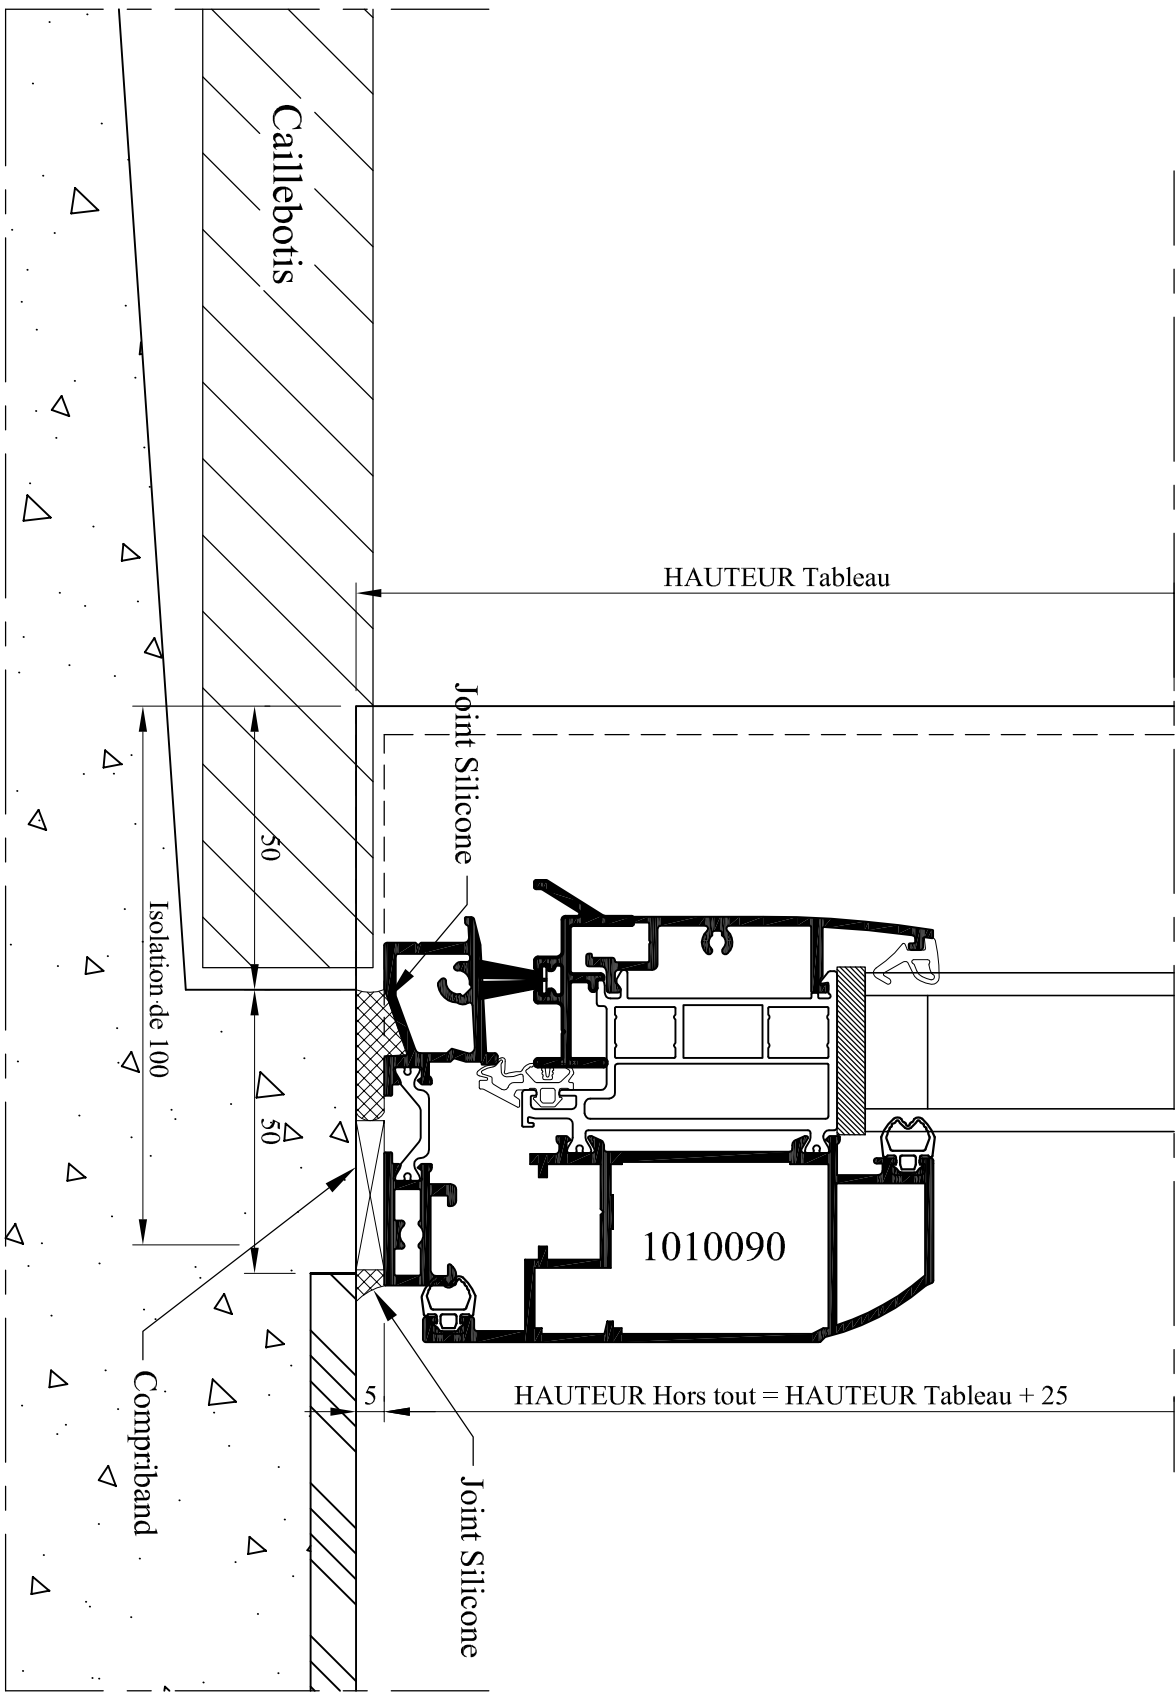 Caillebotis
HAUTEUR Tableau
Joint Silicone
50
Isolation de 100
50
1010090
5
HAUTEUR Hors tout = HAUTEUR Tableau + 25
Compriband
Joint Silicone